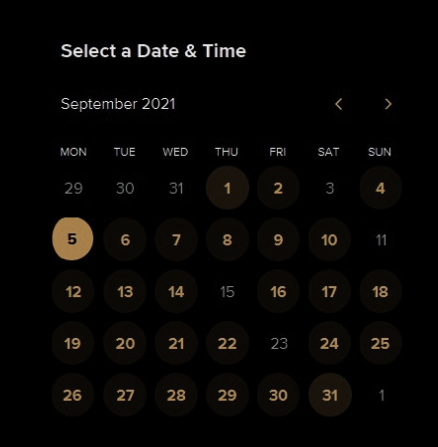 Select a Date & Time
September 2021
MON TUE WED THU FRI SAT SUN
29 30 31 1 2 3 4
5 6 7 8 9 10 11
12 13 14 15 16 17 18
19 20 21 22 23 24 25
26 27 28 29 30 31 1